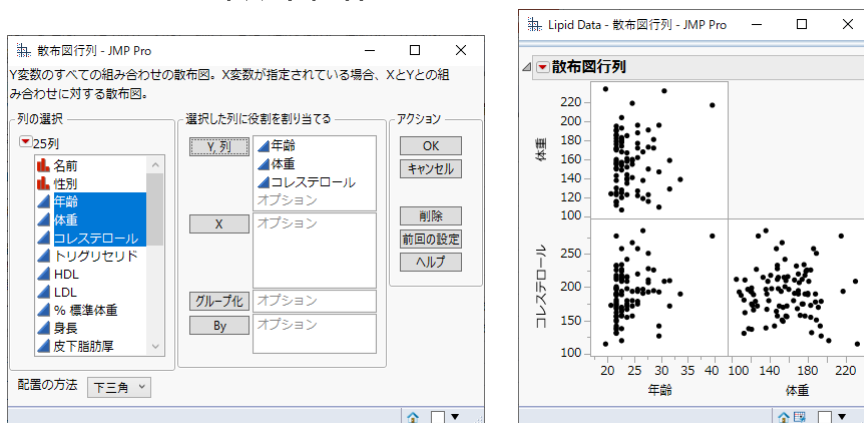 散布図行列 - JMP Pro
Y変数のすべての組み合わせの散布図。X変数が指定されている場合、XとYとの組
み合わせに対する散布図。
列の選択
25列
名前
性別
年齢
体重
コレステロール
トリグリセリド
HDL
LDL
% 標準体重
身長
皮下脂肪厚
配置の方法 下三角
選択した列に役割を割り当てる
Y, 列
年齢
体重
コレステロール
オプション
X
オプション
グループ化
オプション
By
オプション
アクション
OK
キャンセル
削除
前回の設定
ヘルプ
Lipid Data - 散布図行列 - JMP Pro
散布図行列
体重
220
200
180
160
140
120
100
コレステロール
250
200
150
100
20 25 30 35 40 100 140 180 220
年齢 体重